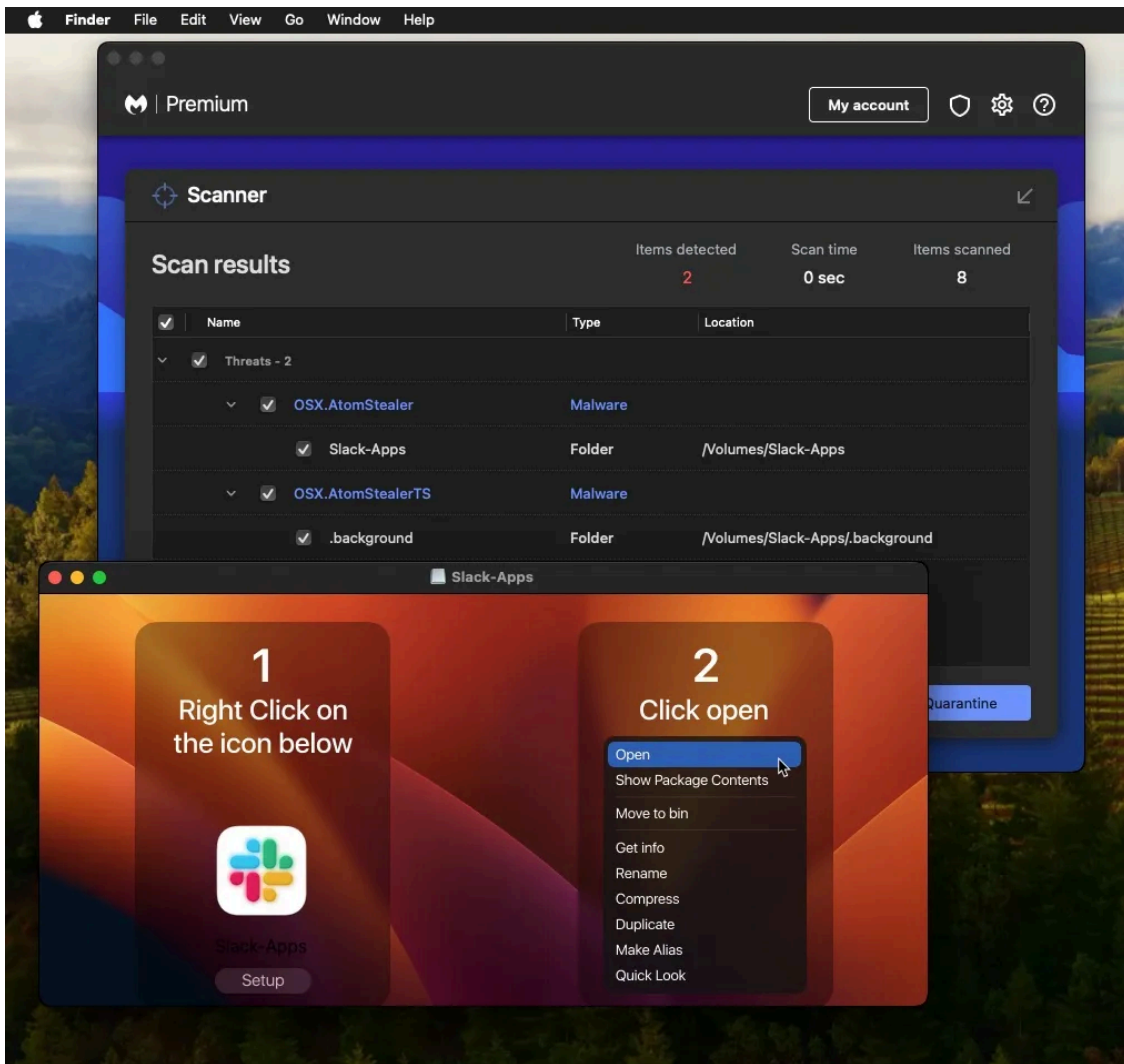 Finder File Edit View Go Window Help
Premium
My account
Scanner
Scan results
Items detected
2
Scan time
0 sec
Items scanned
8
Name Type Location
Threats - 2
OSX.AtomStealer Malware
Slack-Apps Folder /Volumes/Slack-Apps
OSX.AtomStealerTS Malware
.background Folder /Volumes/Slack-Apps/.background
Quarantine
Slack-Apps
1
Right Click on
the icon below
Slack-Apps
Setup
2
Click open
Open
Show Package Contents
Move to bin
Get info
Rename
Compress
Duplicate
Make Alias
Quick Look